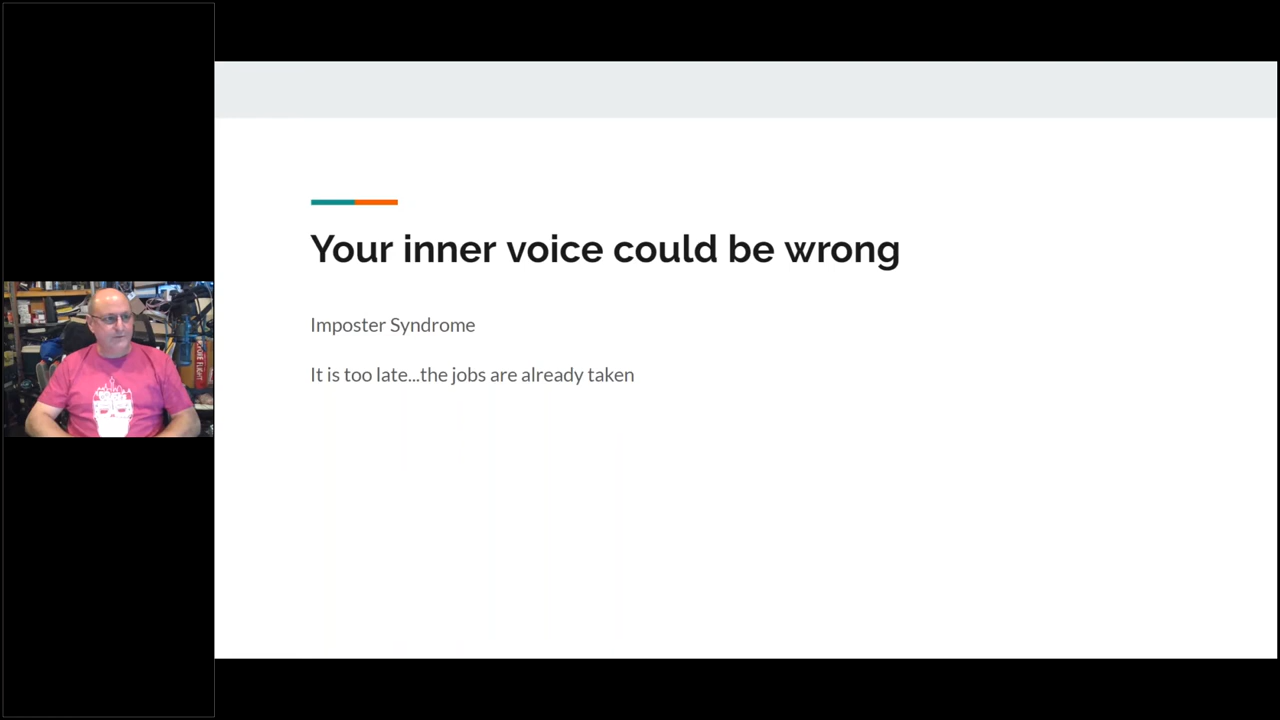 Your inner voice could be wrong
Imposter Syndrome
It is too late...the jobs are already taken